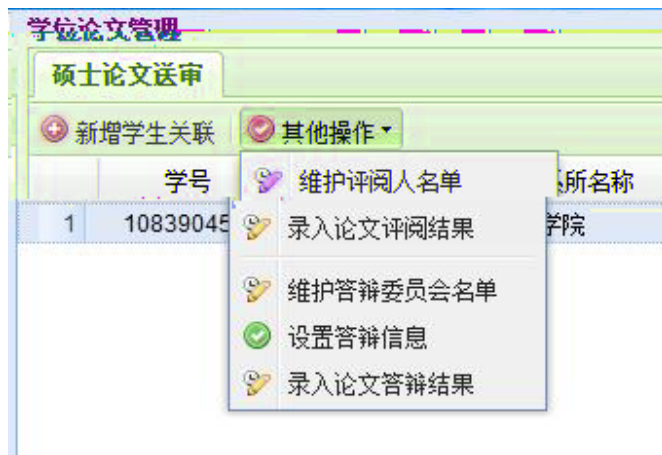 学位论文管理
硕士论文送审
新增学生关联 其他操作
学号 系所名称
1 10839045 学院
维护评阅人名单
录入论文评阅结果
维护答辩委员会名单
设置答辩信息
录入论文答辩结果